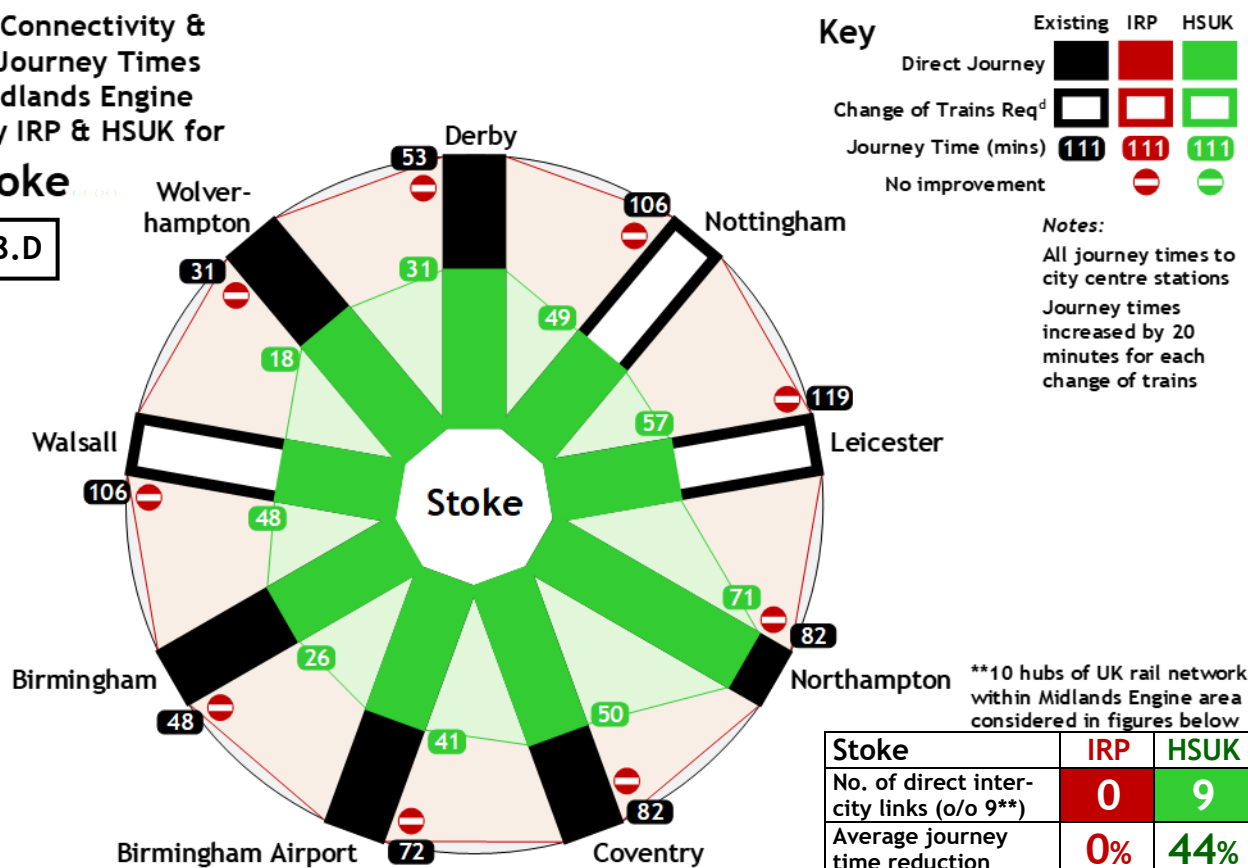 Connectivity &
Journey Times
dlands Engine
y IRP & HSUK for
oke
3.D
Key
Existing IRP HSUK
Direct Journey
Change of Trains Reqᵈ
Journey Time (mins) 111 111 111
No improvement
Notes:
All journey times to
city centre stations
Journey times
increased by 20
minutes for each
change of trains
Derby
53
31
Nottingham
106
49
Leicester
119
57
Northampton
82
71
Coventry
82
50
Birmingham Airport
72
41
Birmingham
48
26
Walsall
106
48
Wolver-
hampton
31
18
Stoke
**10 hubs of UK rail network
within Midlands Engine area
considered in figures below
Stoke IRP HSUK
No. of direct inter-
city links (o/o 9**) 0 9
Average journey
time reduction 0% 44%